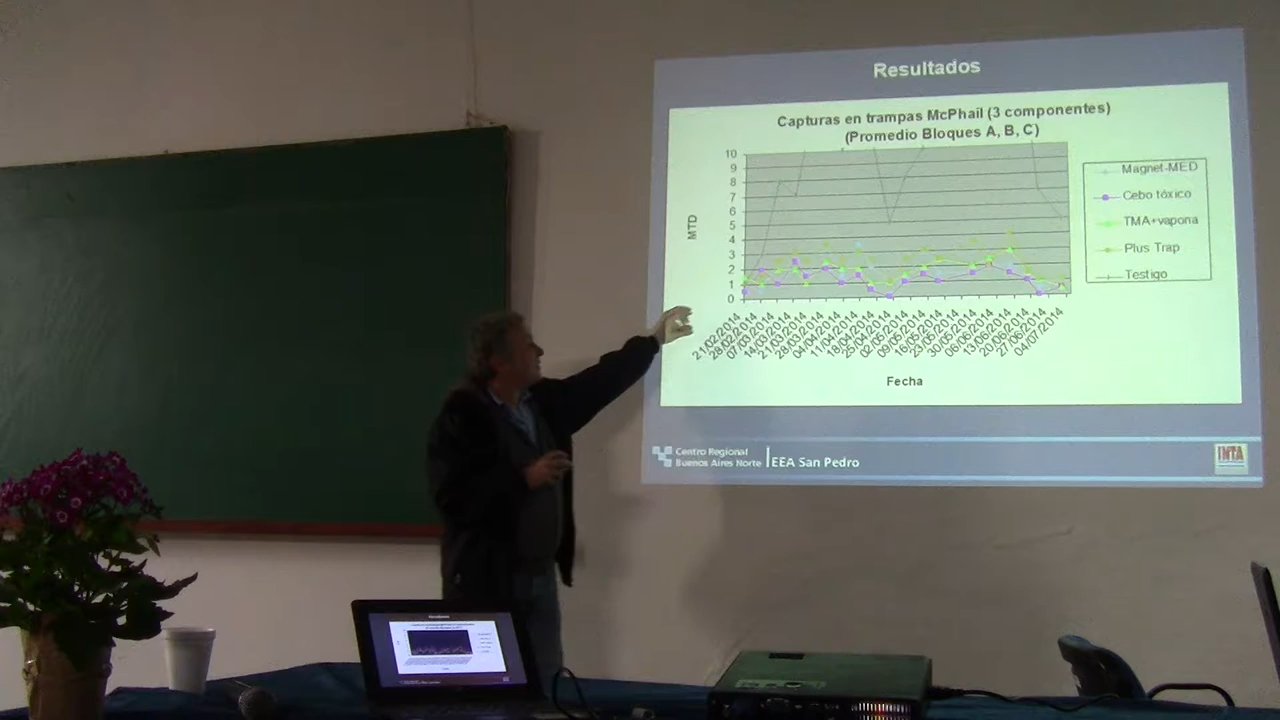 Resultados
Capturas en trampas McPhail (3 componentes)
(Promedio Bloques A, B, C)
10
9
8
7
6
5
4
3
2
1
0
MTD
Magnet-MED
Cebo tóxico
TMA+vapona
Plus Trap
Testigo
21/02/2014
28/02/2014
07/03/2014
14/03/2014
21/03/2014
28/03/2014
04/04/2014
11/04/2014
18/04/2014
25/04/2014
02/05/2014
09/05/2014
16/05/2014
23/05/2014
30/05/2014
06/06/2014
13/06/2014
20/06/2014
27/06/2014
04/07/2014
Fecha
Centro Regional
Buenos Aires Norte
EEA San Pedro
INTA
Resultados